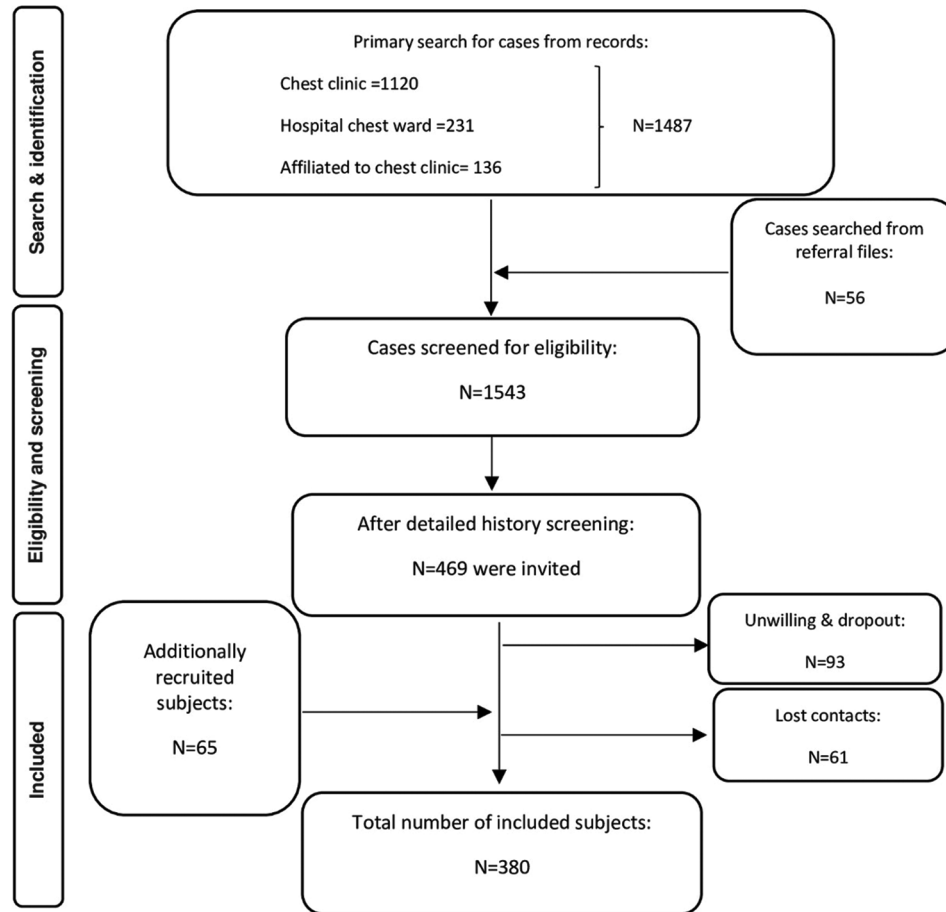 Search & identification
Primary search for cases from records:
Chest clinic =1120
Hospital chest ward =231
Affiliated to chest clinic= 136
N=1487
Cases searched from
referral files:
N=56
Eligibility and screening
Cases screened for eligibility:
N=1543
After detailed history screening:
N=469 were invited
Included
Additionally
recruited
subjects:
N=65
Unwilling & dropout:
N=93
Lost contacts:
N=61
Total number of included subjects:
N=380